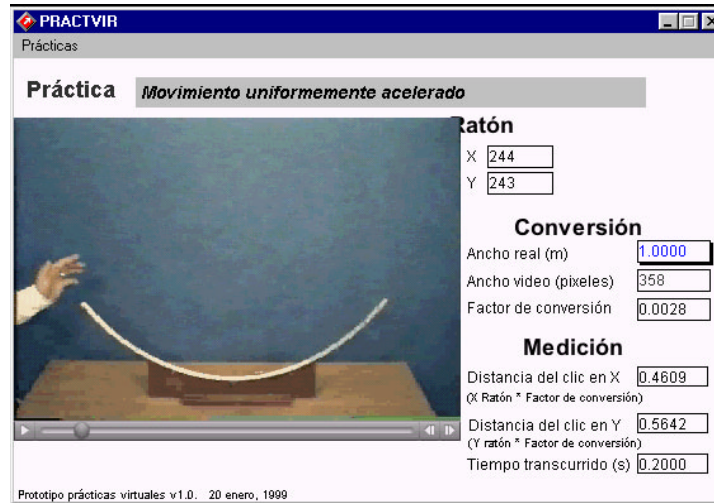 PRACTVIR
Prácticas
Práctica Movimiento uniformemente acelerado
Ratón
X 244
Y 243
Conversión
Ancho real (m) 1.0000
Ancho video (pixeles) 358
Factor de conversión 0.0028
Medición
Distancia del clic en X 0.4609
(X Ratón * Factor de conversión)
Distancia del clic en Y 0.5642
(Y ratón * Factor de conversión)
Tiempo transcurrido (s) 0.2000
Prototipo prácticas virtuales v1.0. 20 enero, 1999